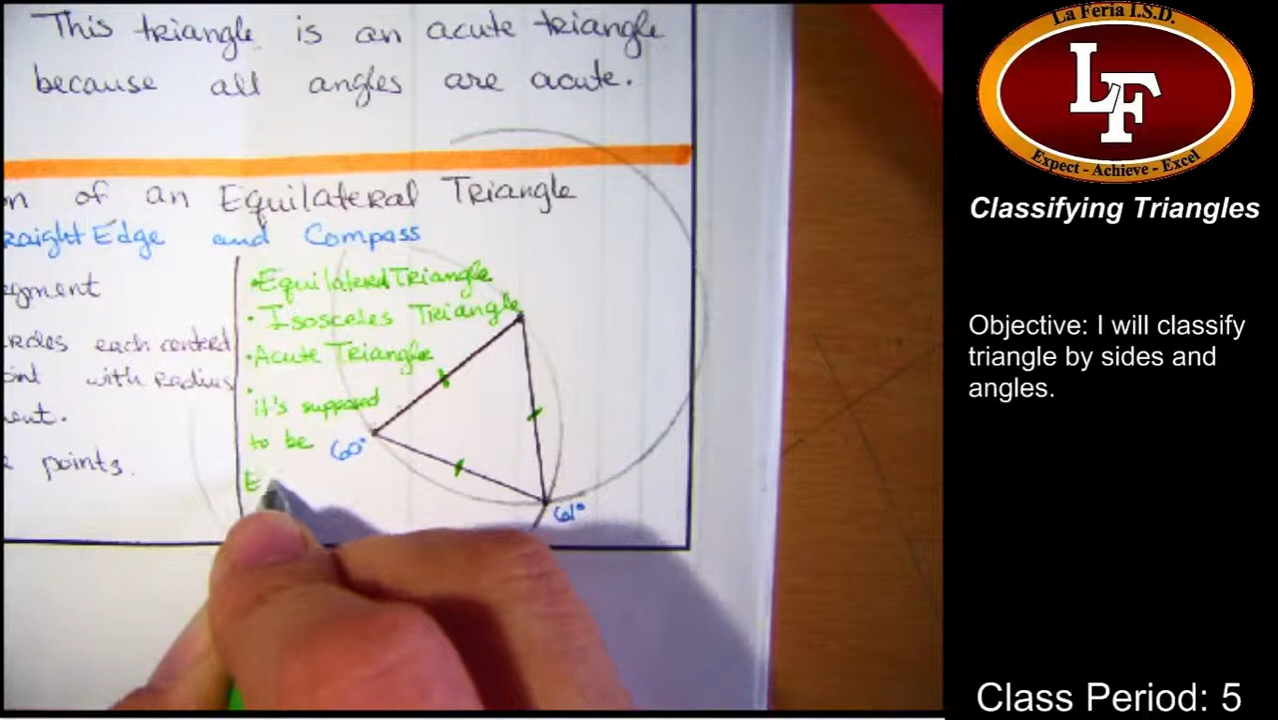 This triangle is an acute triangle
because all angles are acute.
on of an Equilateral Triangle
raight Edge and Compass
egment
ircles each centered
oint with radius
ment.
points.
• Equilateral Triangle
• Isosceles Triangle
• Acute Triangle
• it's supposed
to be
E
60°
61°
La Feria I.S.D.
LF
Expect - Achieve - Excel
Classifying Triangles
Objective: I will classify
triangle by sides and
angles.
Class Period: 5